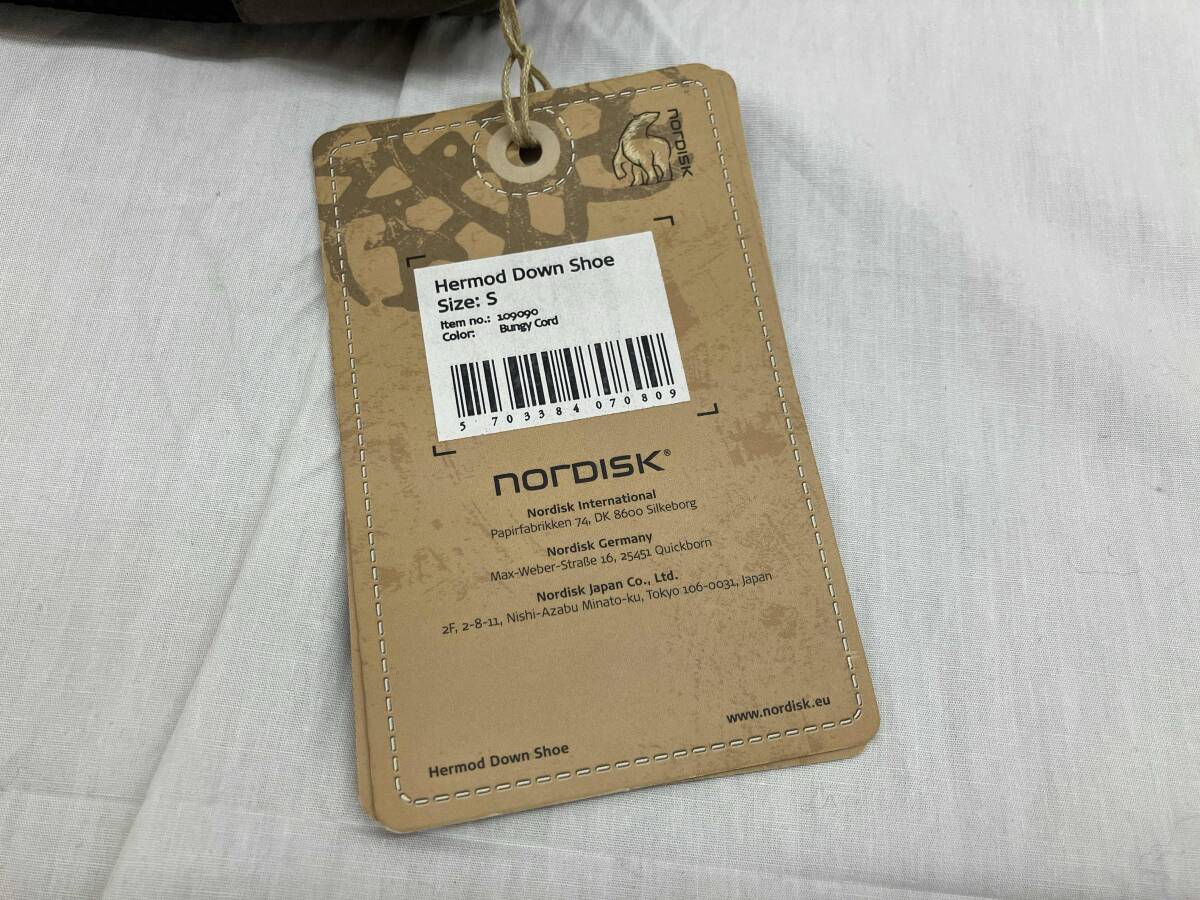 nordisk
Hermod Down Shoe
Size: S
Item no.: 109090
Color: Bungy Cord
5 703384 070809
nordisk®
Nordisk International
Papirfabrikken 74, DK 8600 Silkeborg
Nordisk Germany
Max-Weber-Straße 16, 25451 Quickborn
Nordisk Japan Co., Ltd.
2F, 2-8-11, Nishi-Azabu Minato-ku, Tokyo 106-0031, Japan
www.nordisk.eu
Hermod Down Shoe